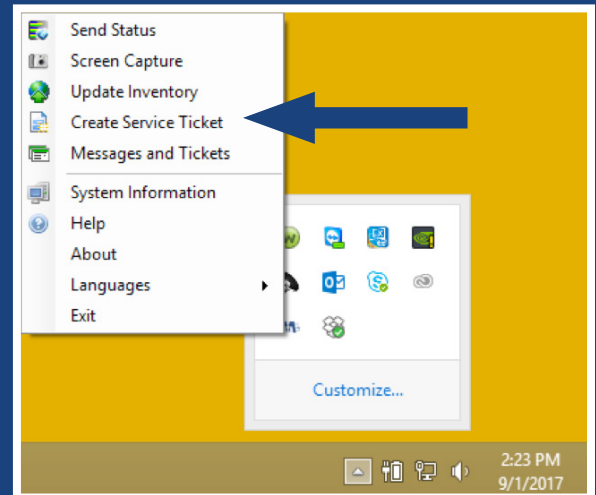 Send Status
Screen Capture
Update Inventory
Create Service Ticket
Messages and Tickets
System Information
Help
About
Languages
Exit
Customize...
2:23 PM
9/1/2017